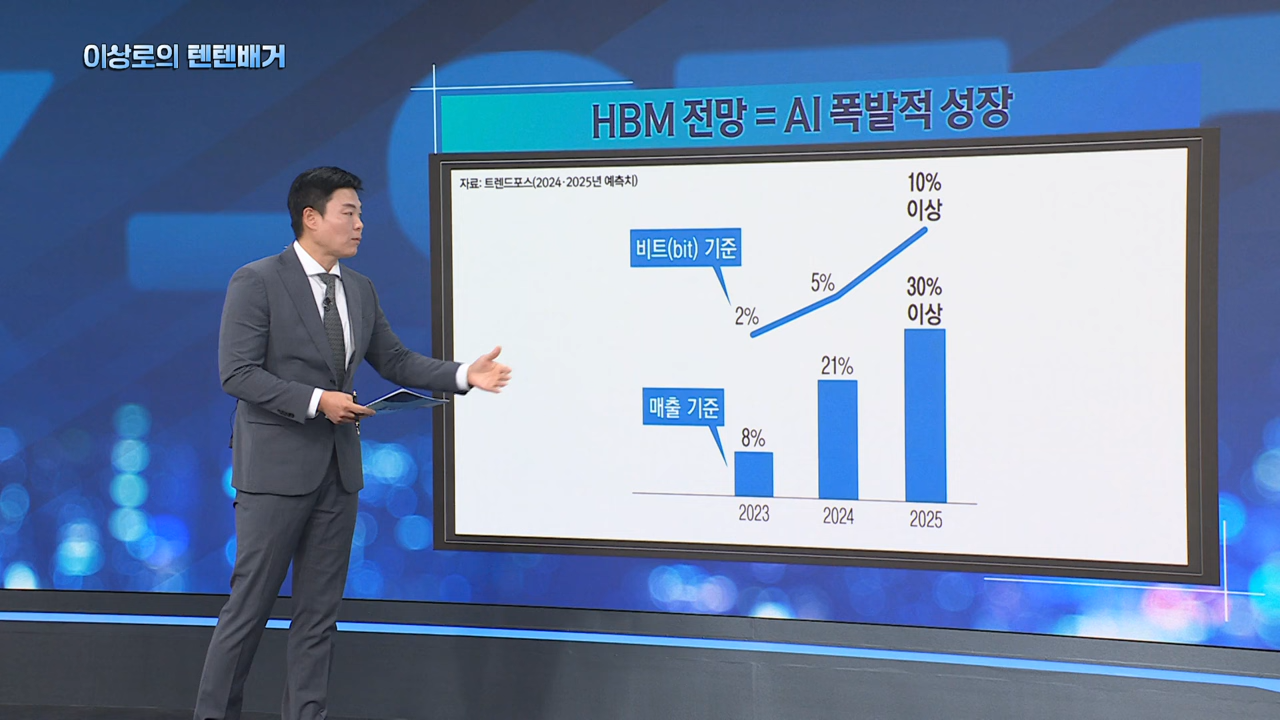 이상로의 텐텐배거
HBM 전망 = AI 폭발적 성장
자료: 트렌드포스(2024·2025년 예측치)
10%
이상
비트(bit) 기준
5%
2%
30%
이상
21%
매출 기준
8%
2023
2024
2025